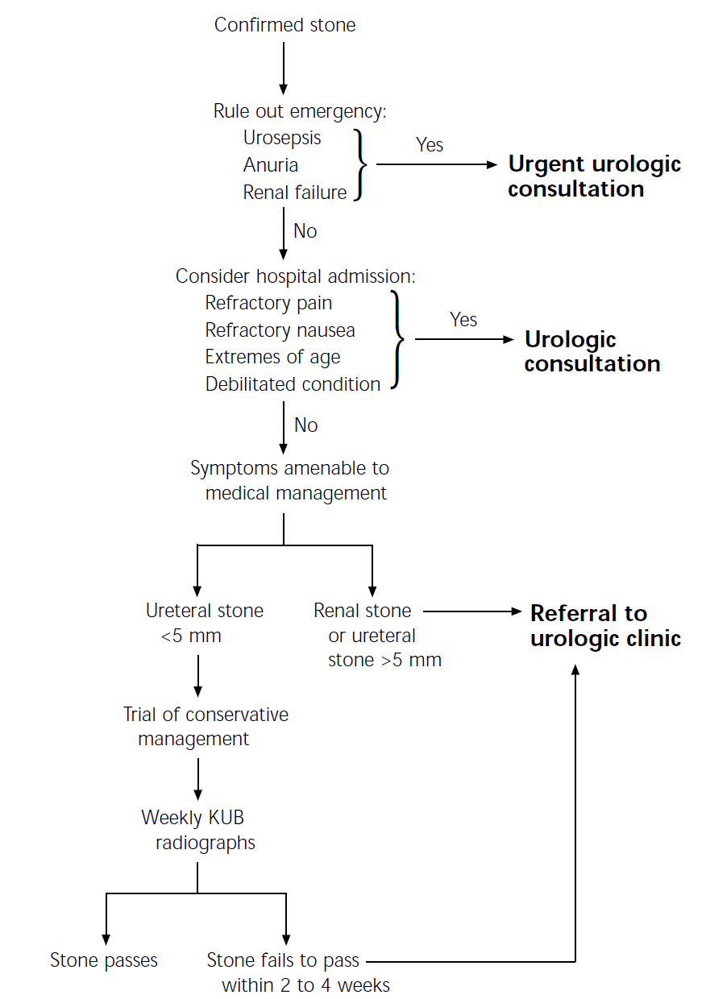 Confirmed stone
Rule out emergency:
Urosepsis
Anuria
Renal failure
Yes
Urgent urologic
consultation
No
Consider hospital admission:
Refractory pain
Refractory nausea
Extremes of age
Debilitated condition
Yes
Urologic
consultation
No
Symptoms amenable to
medical management
Ureteral stone
<5 mm
Renal stone
or ureteral
stone >5 mm
Referral to
urologic clinic
Trial of conservative
management
Weekly KUB
radiographs
Stone passes
Stone fails to pass
within 2 to 4 weeks